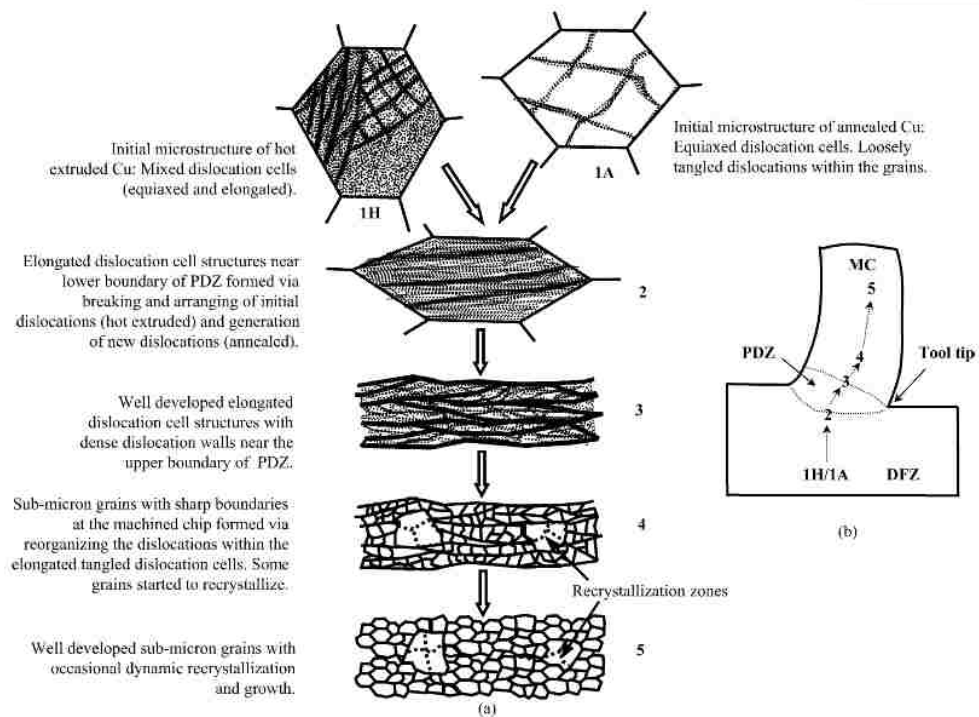 Initial microstructure of hot
extruded Cu: Mixed dislocation cells
(equiaxed and elongated).
1H
1A
Initial microstructure of annealed Cu:
Equiaxed dislocation cells. Loosely
tangled dislocations within the grains.
Elongated dislocation cell structures near
lower boundary of PDZ formed via
breaking and arranging of initial
dislocations (hot extruded) and generation
of new dislocations (annealed).
2
Well developed elongated
dislocation cell structures with
dense dislocation walls near the
upper boundary of PDZ.
3
Sub-micron grains with sharp boundaries
at the machined chip formed via
reorganizing the dislocations within the
elongated tangled dislocation cells. Some
grains started to recrystallize.
4
Recrystallization zones
Well developed sub-micron grains with
occasional dynamic recrystallization
and growth.
5
(a)
MC
5
PDZ
4
Tool tip
3
2
1H/1A
DFZ
(b)